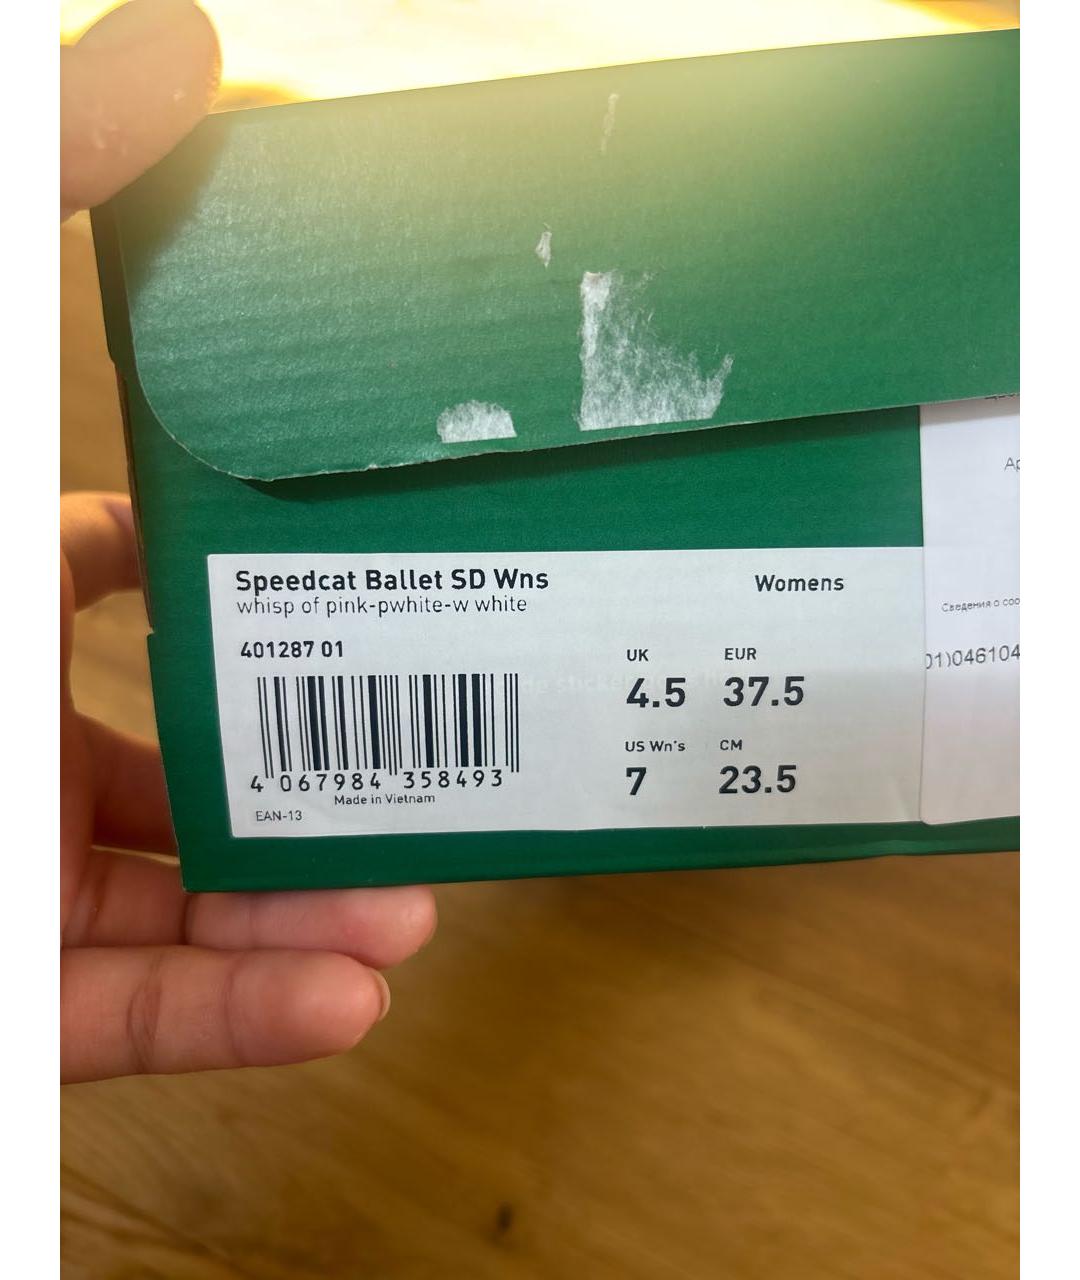 Speedcat Ballet SD Wns
Womens
whisp of pink-pwhite-w white
401287 01
UK
EUR
4.5
37.5
US Wn's
CM
7
23.5
4 067984 358493
Made in Vietnam
EAN-13
Сведения о соо
01)046104